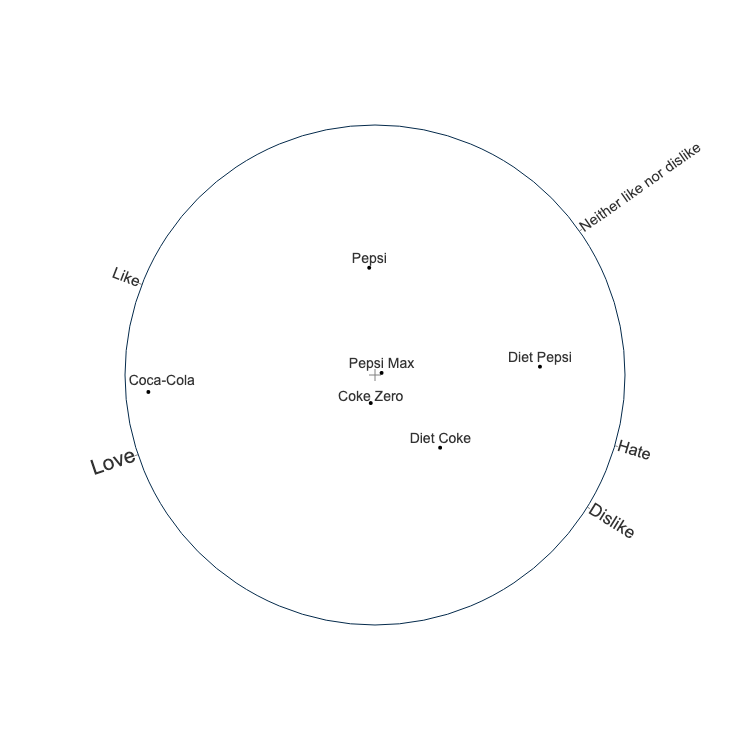 Neither like nor dislike
Pepsi
Like
Diet Pepsi
Pepsi Max
Coca-Cola
Coke Zero
Diet Coke
Hate
Love
Dislike